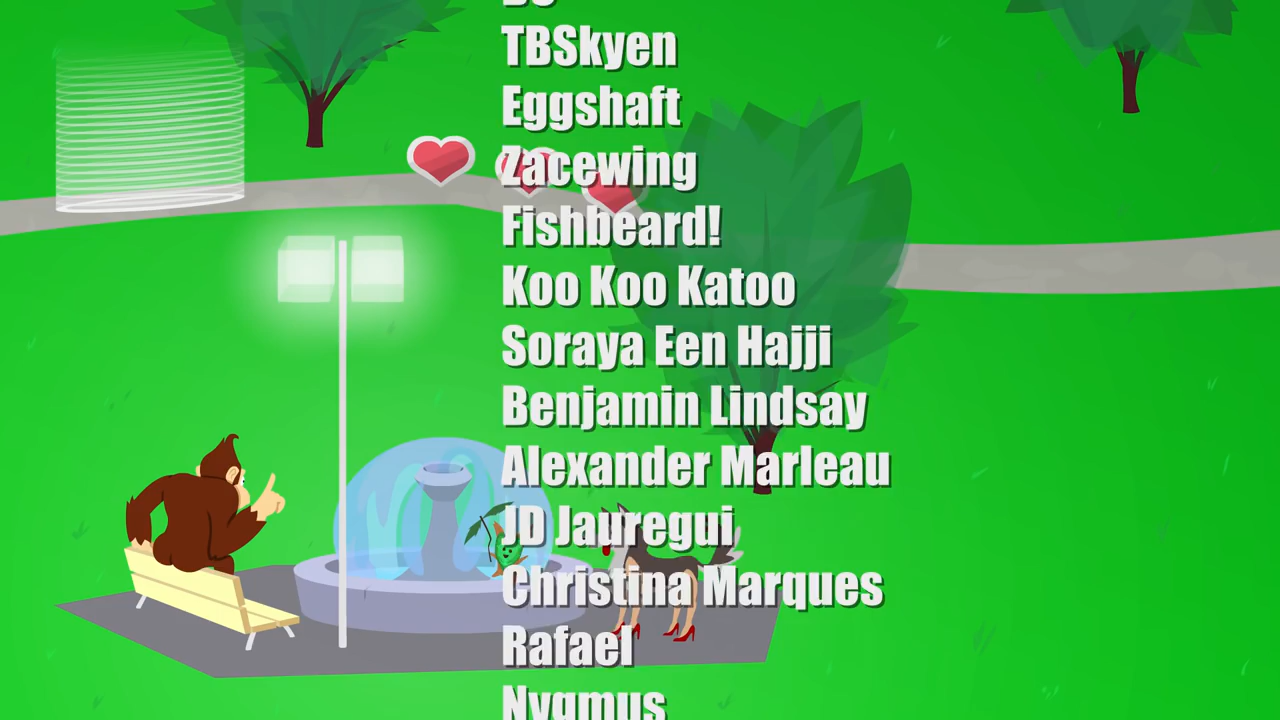 TBSkyen
Eggshaft
Zacewing
Fishbeard!
Koo Koo Katoo
Soraya Een Hajji
Benjamin Lindsay
Alexander Marleau
JD Jauregui
Christina Marques
Rafael
Nygmus